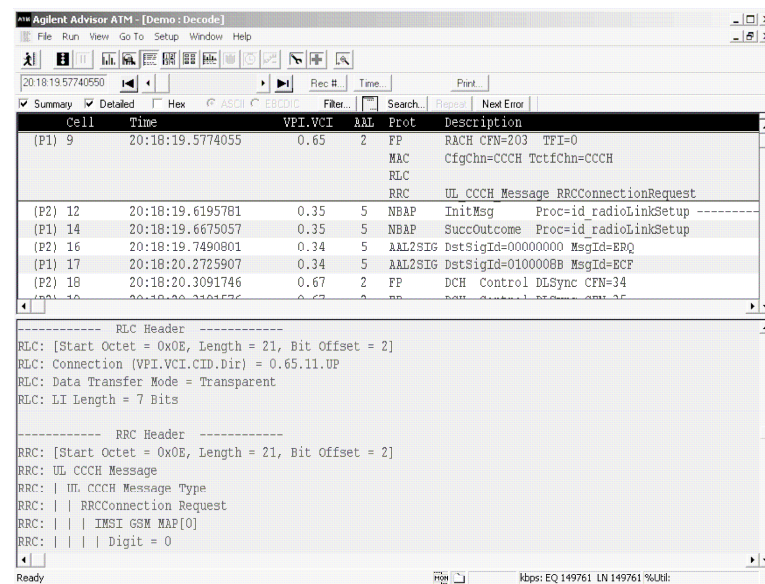 ATM Agilent Advisor ATM - [Demo : Decode]
File Run View Go To Setup Window Help
20:18:19.57740550 Rec #... Time... Print...
Summary Detailed Hex ASCII EBCDIC Filter... Search... Repeat Next Error
Cell Time VPI.VCI AAL Prot Description
(P1) 9 20:18:19.5774055 0.65 2 FP RACH CFN=203 TFI=0
MAC CfgChn=CCCH TctfChn=CCCH
RLC
RRC UL_CCCH_Message RRCConnectionRequest
(P2) 12 20:18:19.6195781 0.35 5 NBAP InitMsg Proc=id_radioLinkSetup ---------
(P1) 14 20:18:19.6675057 0.35 5 NBAP SuccOutcome Proc=id_radioLinkSetup
(P2) 16 20:18:19.7490801 0.34 5 AAL2SIG DstSigId=00000000 MsgId=ERQ
(P1) 17 20:18:20.2725907 0.34 5 AAL2SIG DstSigId=0100008B MsgId=ECF
(P2) 18 20:18:20.3091746 0.67 2 FP DCH Control DLSync CFN=34
------------ RLC Header ------------
RLC: [Start Octet = 0x0E, Length = 21, Bit Offset = 2]
RLC: Connection (VPI.VCI.CID.Dir) = 0.65.11.UP
RLC: Data Transfer Mode = Transparent
RLC: LI Length = 7 Bits
------------ RRC Header ------------
RRC: [Start Octet = 0x0E, Length = 21, Bit Offset = 2]
RRC: UL CCCH Message
RRC: | UL CCCH Message Type
RRC: | | RRCConnection Request
RRC: | | | IMSI GSM MAP[0]
RRC: | | | | Digit = 0
Ready MON kbps: EQ 149761 LN 149761 %Util: